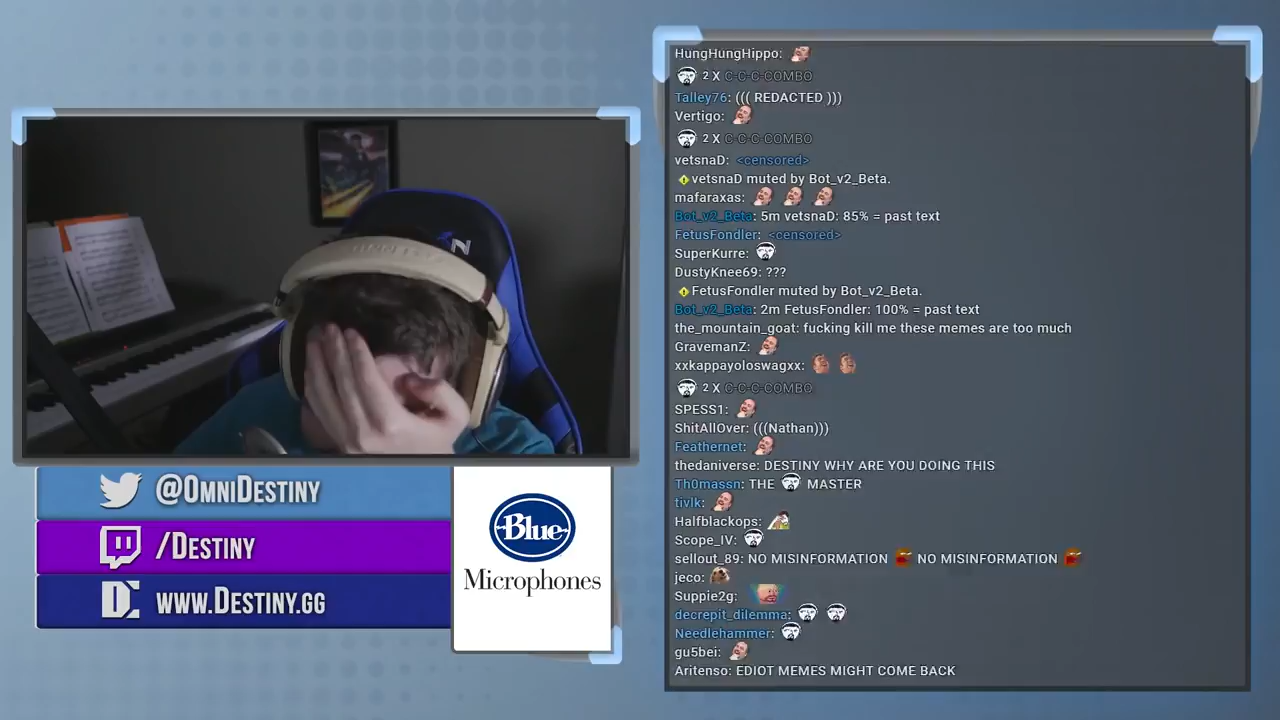 N
@OmniDestiny
/Destiny
www.Destiny.gg
Blue
Microphones
HungHungHippo:
2 X C-C-C-COMBO
Talley76: ((( REDACTED )))
Vertigo:
2 X C-C-C-COMBO
vetsnaD: <censored>
vetsnaD muted by Bot_v2_Beta.
mafaraxas:
Bot_v2_Beta: 5m vetsnaD: 85% = past text
FetusFondler: <censored>
SuperKurre:
DustyKnee69: ???
FetusFondler muted by Bot_v2_Beta.
Bot_v2_Beta: 2m FetusFondler: 100% = past text
the_mountain_goat: fucking kill me these memes are too much
GravemanZ:
xxkappayoloswagxx:
2 X C-C-C-COMBO
SPESS1:
ShitAllOver: (((Nathan)))
Feathernet:
thedaniverse: DESTINY WHY ARE YOU DOING THIS
Th0massn: THE MASTER
tivlk:
Halfblackops:
Scope_IV:
sellout_89: NO MISINFORMATION NO MISINFORMATION
jeco:
Suppie2g:
decrepit_dilemma:
Needlehammer:
gu5bei:
Aritenso: EDIOT MEMES MIGHT COME BACK